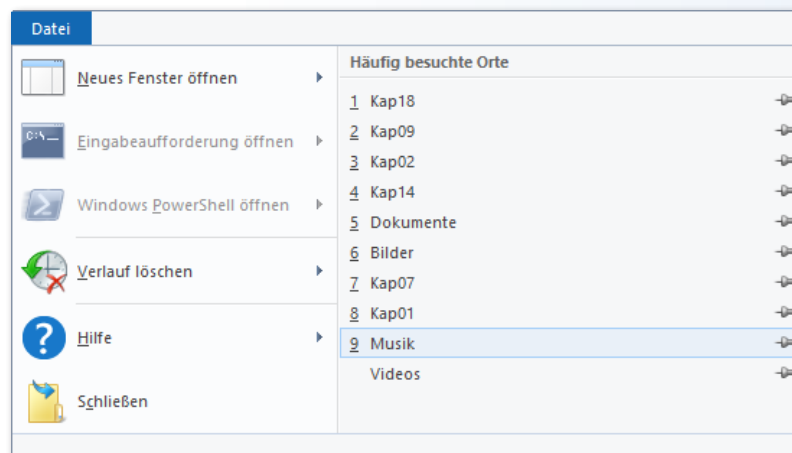 Datei
Neues Fenster öffnen
C:\_
Eingabeaufforderung öffnen
Windows PowerShell öffnen
Verlauf löschen
Hilfe
Schließen
Häufig besuchte Orte
1 Kap18
2 Kap09
3 Kap02
4 Kap14
5 Dokumente
6 Bilder
7 Kap07
8 Kap01
9 Musik
Videos